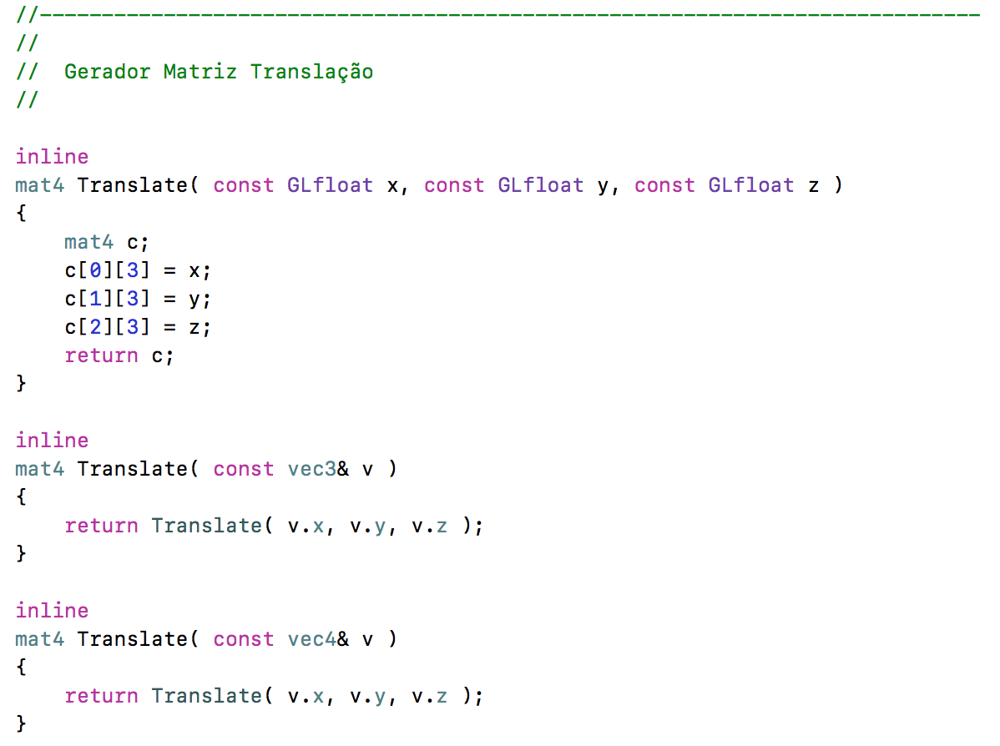 //----------------------------------------------------------------------------
//
//  Gerador Matriz Translação
//

inline
mat4 Translate( const GLfloat x, const GLfloat y, const GLfloat z )
{
    mat4 c;
    c[0][3] = x;
    c[1][3] = y;
    c[2][3] = z;
    return c;
}

inline
mat4 Translate( const vec3& v )
{
    return Translate( v.x, v.y, v.z );
}

inline
mat4 Translate( const vec4& v )
{
    return Translate( v.x, v.y, v.z );
}